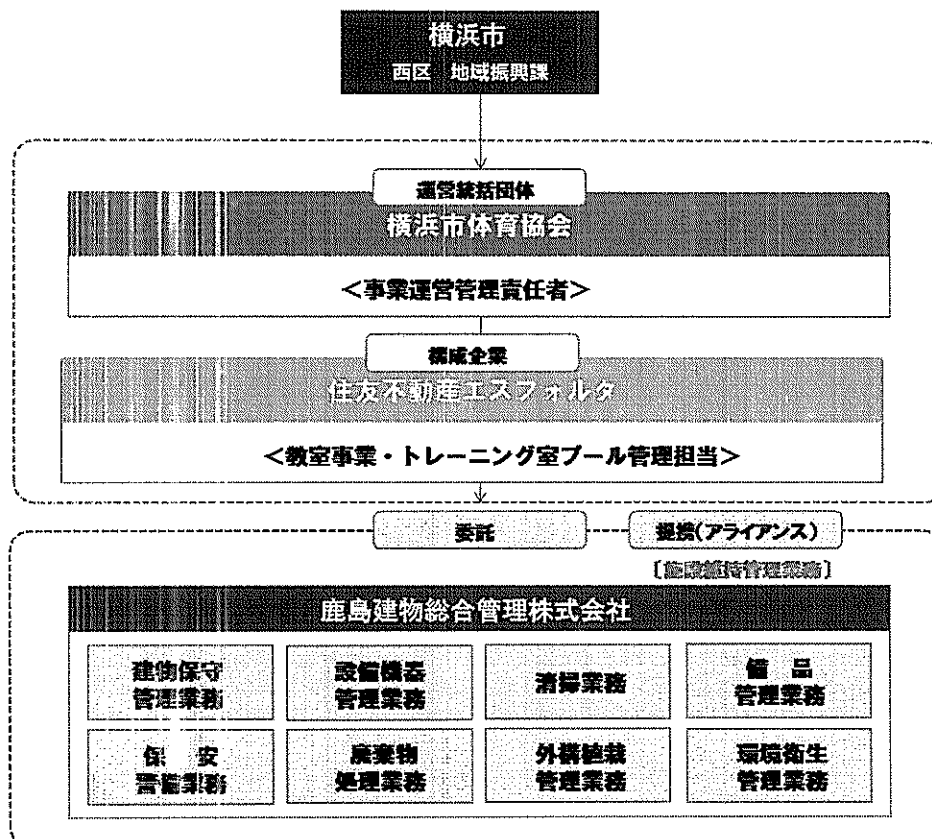 横浜市
西区 地域振興課
運営統括団体
横浜市体育協会
＜事業運営管理責任者＞
構成企業
住友不動産エスフォルタ
＜教室事業・トレーニング室プール管理担当＞
委託
提携(アライアンス)
〔施設維持管理業務〕
鹿島建物総合管理株式会社
建物保守
管理業務
設備機器
管理業務
清掃業務
備 品
管理業務
保 安
警備業務
廃棄物
処理業務
外構植栽
管理業務
環境衛生
管理業務